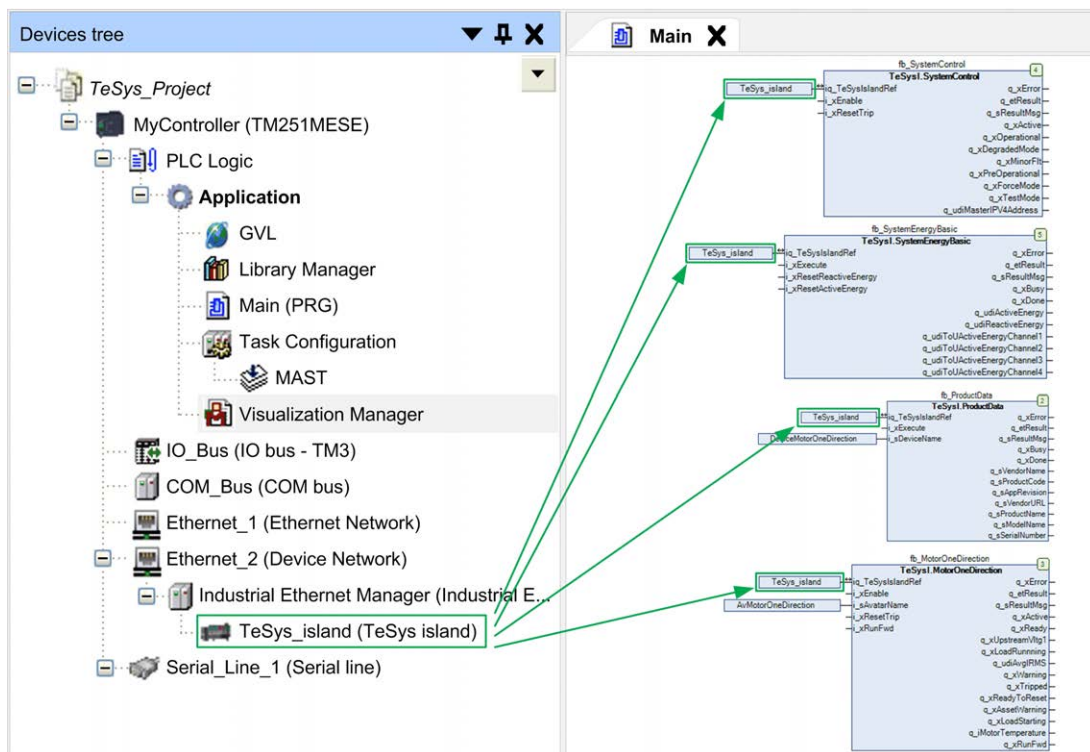 Devices tree
TeSys_Project
MyController (TM251MESE)
PLC Logic
Application
GVL
Library Manager
Main (PRG)
Task Configuration
MAST
Visualization Manager
IO_Bus (IO bus - TM3)
COM_Bus (COM bus)
Ethernet_1 (Ethernet Network)
Ethernet_2 (Device Network)
Industrial Ethernet Manager (Industrial E...
TeSys_island (TeSys island)
Serial_Line_1 (Serial line)
Main
fb_SystemControl
4
TeSysI.SystemControl
TeSys_island
iq_TeSysIslandRef
i_xEnable
i_xResetTrip
q_xError
q_etResult
q_sResultMsg
q_xActive
q_xOperational
q_xDegradedMode
q_xMinorFlt
q_xPreOperational
q_xForceMode
q_xTestMode
q_udiMasterIPV4Address
fb_SystemEnergyBasic
5
TeSysI.SystemEnergyBasic
TeSys_island
iq_TeSysIslandRef
i_xExecute
i_xResetReactiveEnergy
i_xResetActiveEnergy
q_xError
q_etResult
q_sResultMsg
q_xBusy
q_xDone
q_udiActiveEnergy
q_udiReactiveEnergy
q_udiToUActiveEnergyChannel1
q_udiToUActiveEnergyChannel2
q_udiToUActiveEnergyChannel3
q_udiToUActiveEnergyChannel4
fb_ProductData
2
TeSysI.ProductData
TeSys_island
iq_TeSysIslandRef
i_xExecute
DeviceMotorOneDirection
i_sDeviceName
q_xError
q_etResult
q_sResultMsg
q_xBusy
q_xDone
q_sVendorName
q_sProductCode
q_sAppRevision
q_sVendorURL
q_sProductName
q_sModelName
q_sSerialNumber
fb_MotorOneDirection
3
TeSysI.MotorOneDirection
TeSys_island
iq_TeSysIslandRef
i_xEnable
AvMotorOneDirection
i_sAvatarName
i_xResetTrip
i_xRunFwd
q_xError
q_etResult
q_sResultMsg
q_xActive
q_xReady
q_xUpstreamVltg1
q_xLoadRunnning
q_udiAvgIRMS
q_xWarning
q_xTripped
q_xReadyToReset
q_xAssetWarning
q_xLoadStarting
q_iMotorTemperature
q_xRunFwd